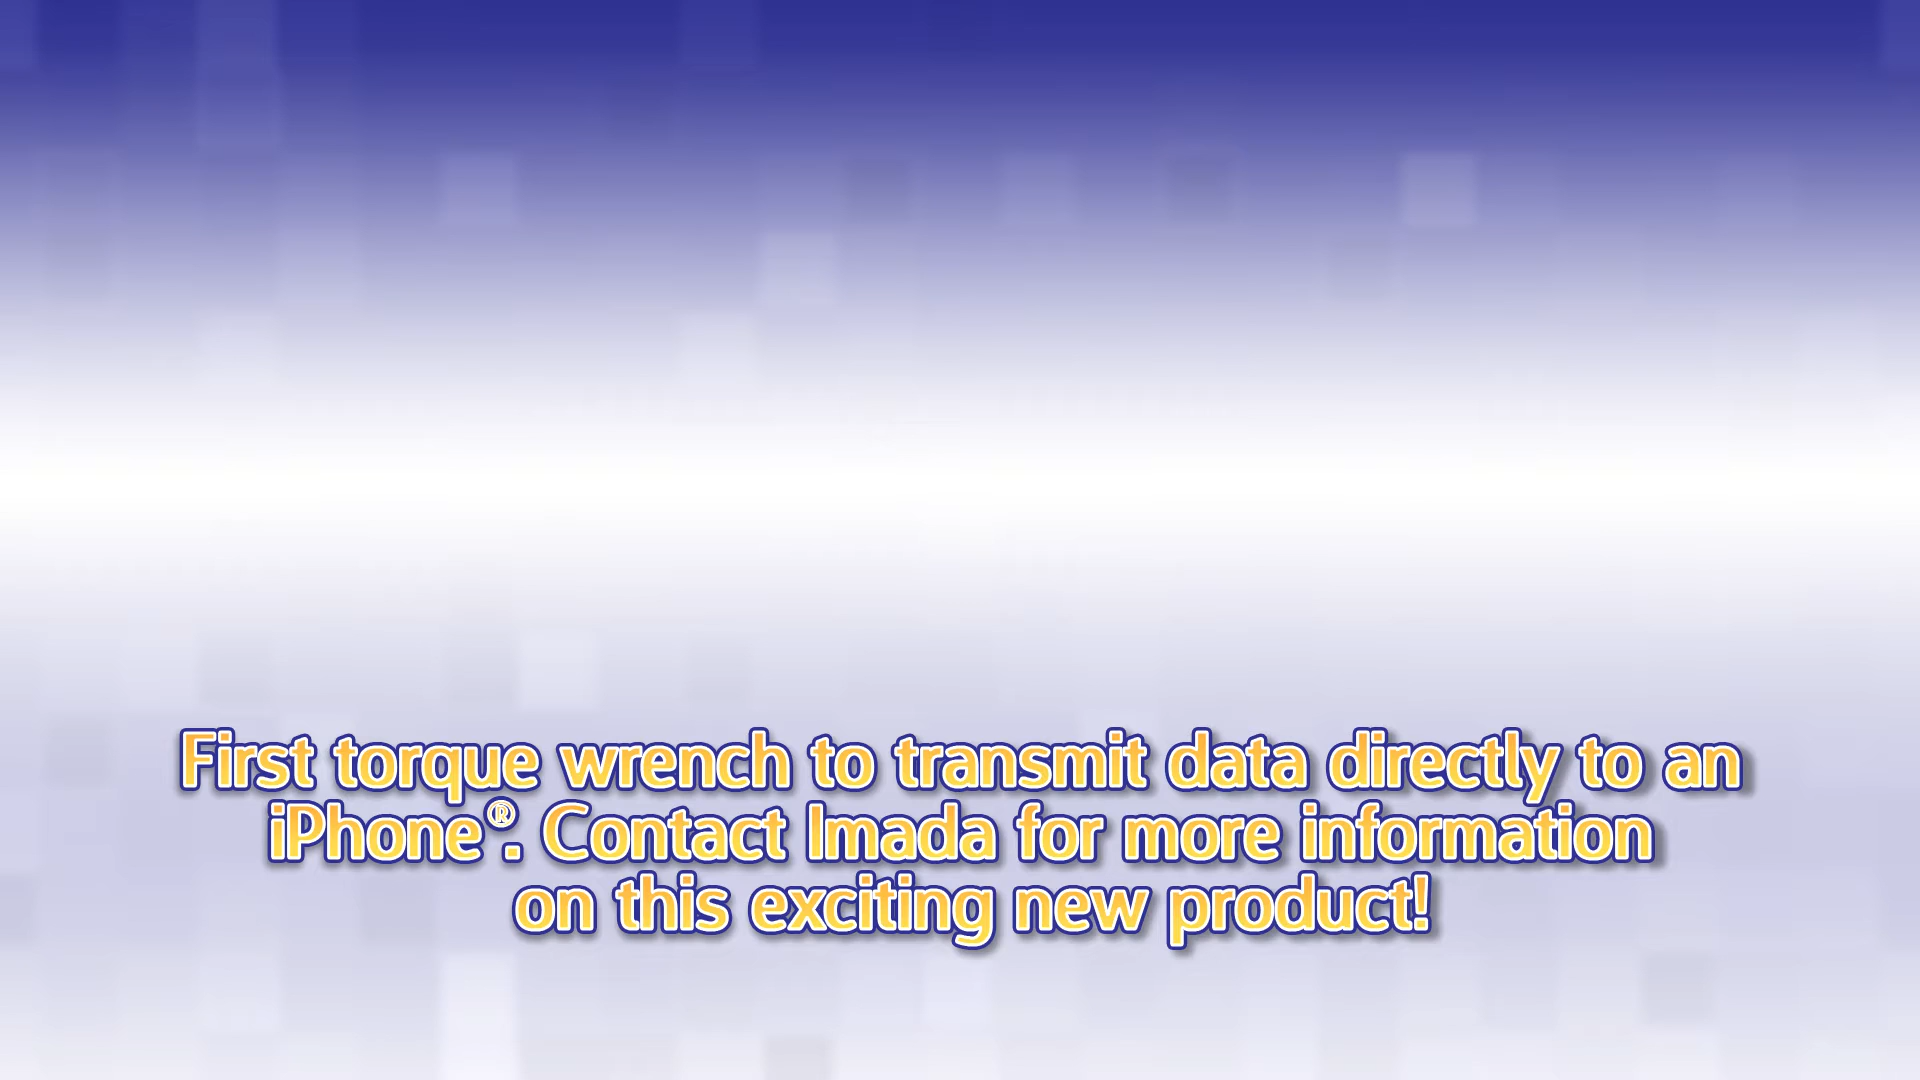 First torque wrench to transmit data directly to an
iPhone®. Contact Imada for more information
on this exciting new product!